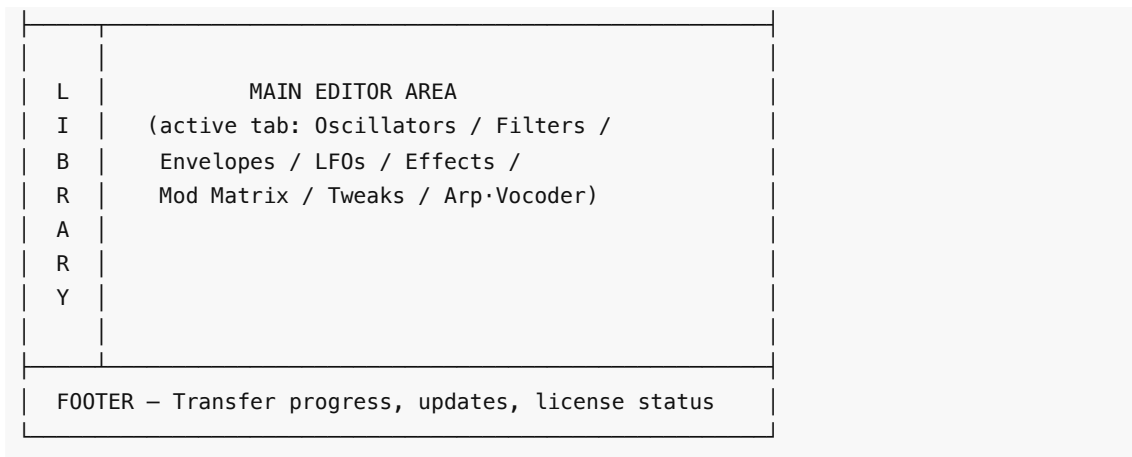 LIBRARY
MAIN EDITOR AREA
(active tab: Oscillators / Filters /
Envelopes / LFOs / Effects /
Mod Matrix / Tweaks / Arp·Vocoder)
FOOTER — Transfer progress, updates, license status